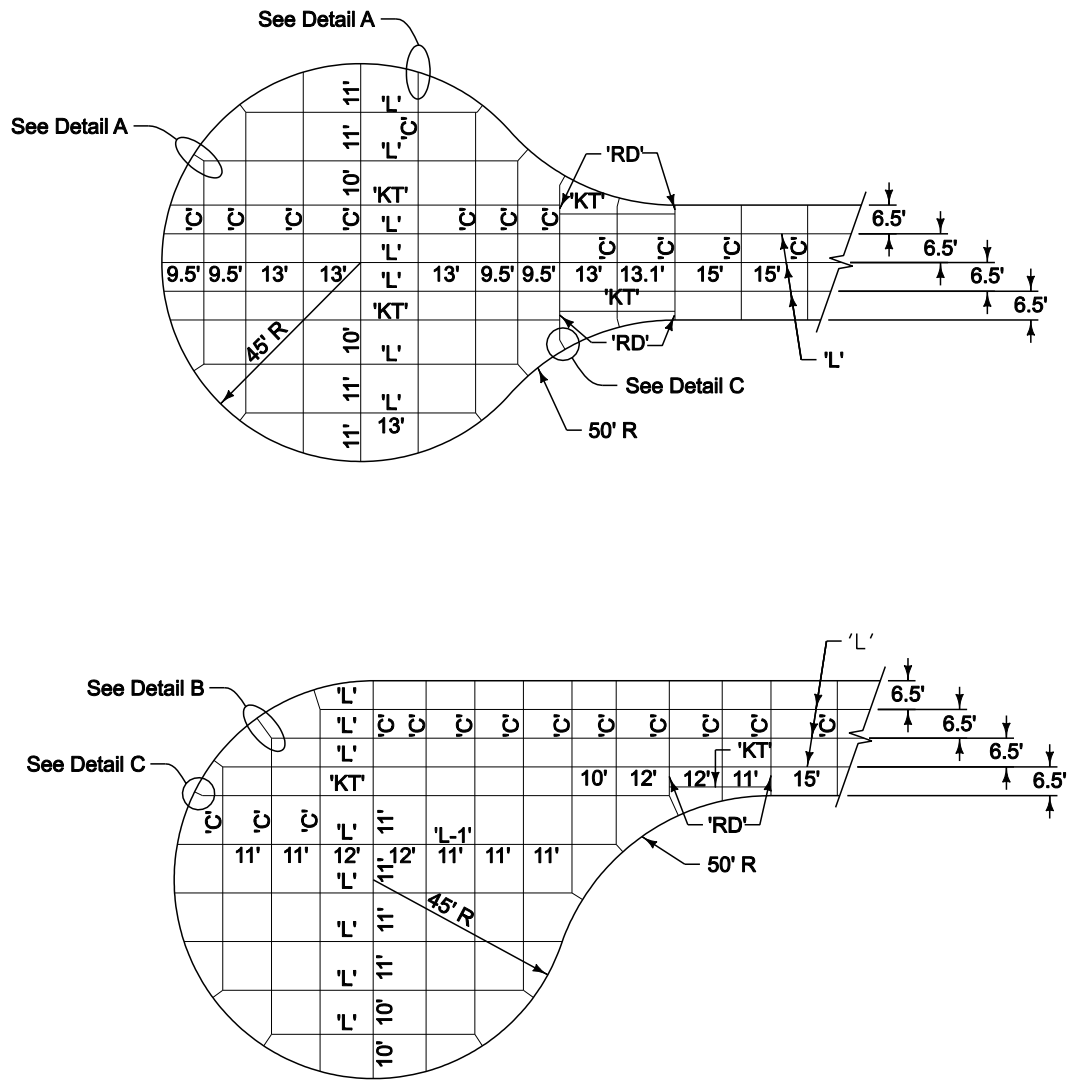 See Detail A
11'
'L'
See Detail A
'C'
11'
'L'
'RD'
10'
'KT'
'KT'
'C' 'C' 'C' 'C' 'L' 'C' 'C' 'C'
6.5'
'L'
'C' 'C' 'C' 'C'
6.5'
9.5' 9.5' 13' 13' 'L' 13' 9.5' 9.5' 13' 13.1' 15' 15'
6.5'
'KT'
'KT'
6.5'
45' R
10'
'L'
'RD'
'L'
See Detail C
11'
'L'
13'
50' R
11'
'L'
See Detail B
'L'
6.5'
'L' 'C' 'C' 'C' 'C' 'C' 'C' 'C' 'C' 'C' 'C'
6.5'
'L'
'KT'
6.5'
See Detail C
'KT'
10' 12' 12' 11' 15'
6.5'
'C' 'C' 'C'
'L'
11'
'L-1'
'RD'
11' 11' 12' 12' 11' 11' 11'
50' R
'L'
11'
45' R
'L'
11'
'L'
11'
'L'
10'
10'